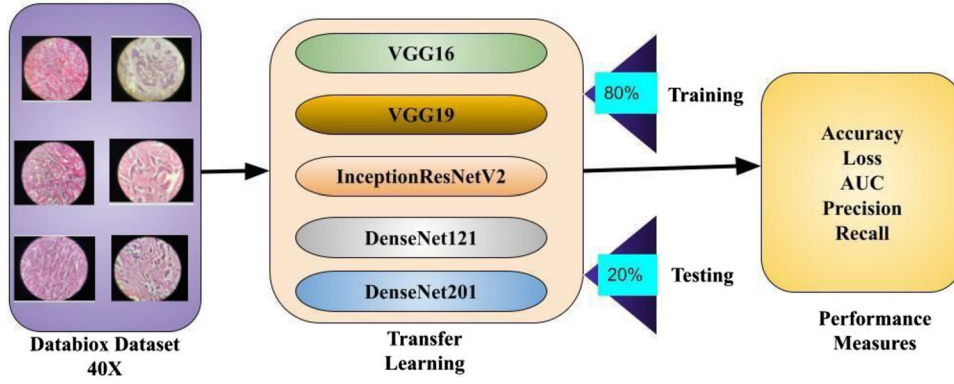 VGG16
VGG19
InceptionResNetV2
DenseNet121
DenseNet201
Transfer
Learning
80%
Training
20%
Testing
Accuracy
Loss
AUC
Precision
Recall
Performance
Measures
Databiox Dataset
40X